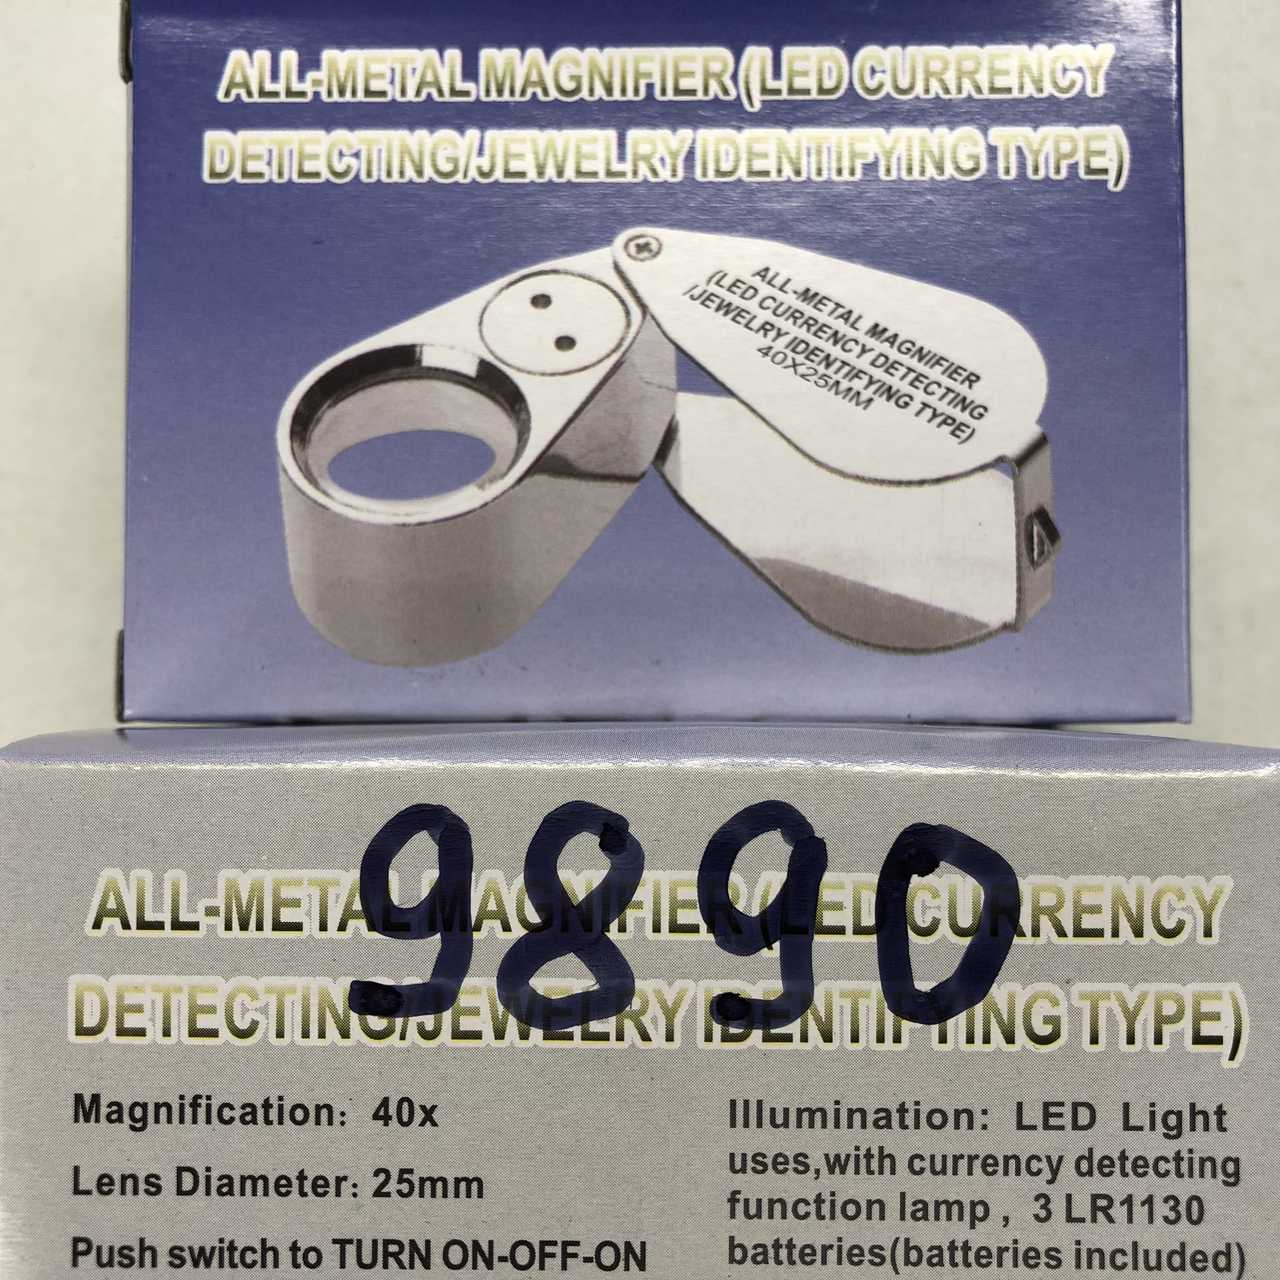 ALL-METAL MAGNIFIER (LED CURRENCY
DETECTING/JEWELRY IDENTIFYING TYPE)
ALL-METAL MAGNIFIER
(LED CURRENCY DETECTING
/JEWELRY IDENTIFYING TYPE)
40X25MM
9890
ALL-METAL MAGNIFIER (LED CURRENCY
DETECTING/JEWELRY IDENTIFYING TYPE)
Magnification: 40x
Lens Diameter: 25mm
Push switch to TURN ON-OFF-ON
Illumination: LED Light
uses,with currency detecting
function lamp , 3 LR1130
batteries(batteries included)